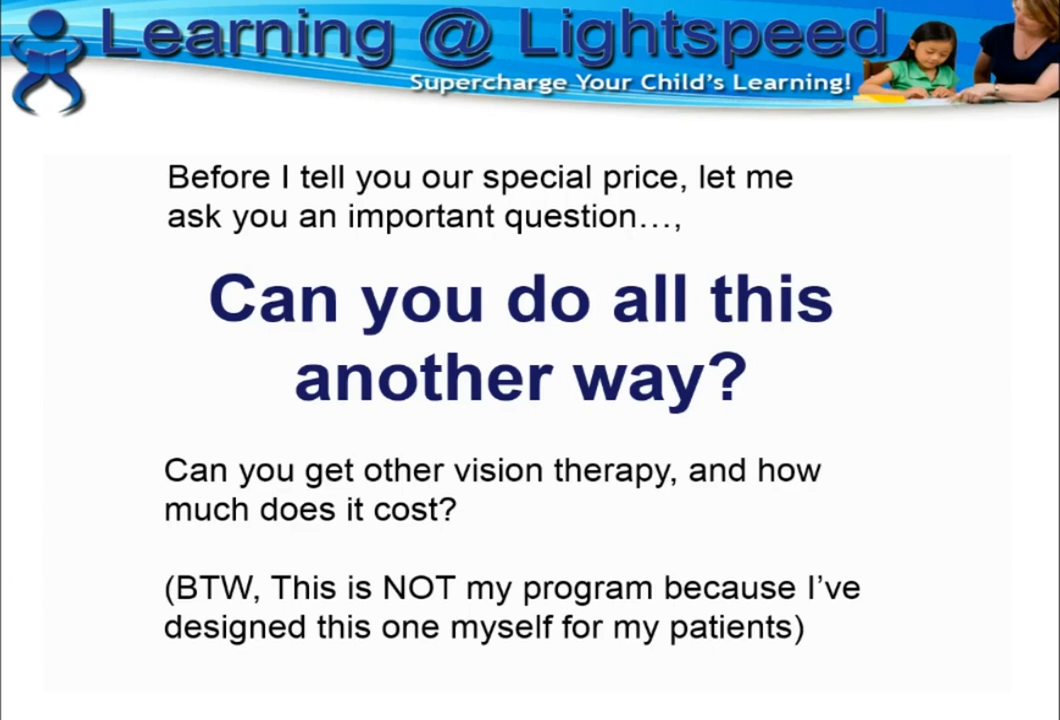 Learning @ Lightspeed
Supercharge Your Child's Learning!
Before I tell you our special price, let me
ask you an important question…,
Can you do all this
another way?
Can you get other vision therapy, and how
much does it cost?
(BTW, This is NOT my program because I've
designed this one myself for my patients)